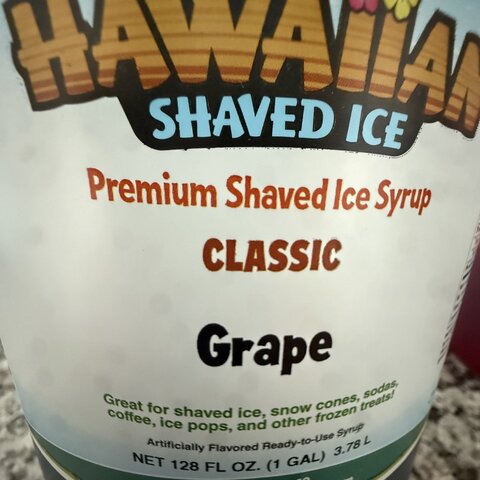 HAWAIIAN
SHAVED ICE
Premium Shaved Ice Syrup
CLASSIC
Grape
Great for shaved ice, snow cones, sodas,
coffee, ice pops, and other frozen treats!
Artificially Flavored Ready-to-Use Syrup
NET 128 FL OZ. (1 GAL) 3.78 L